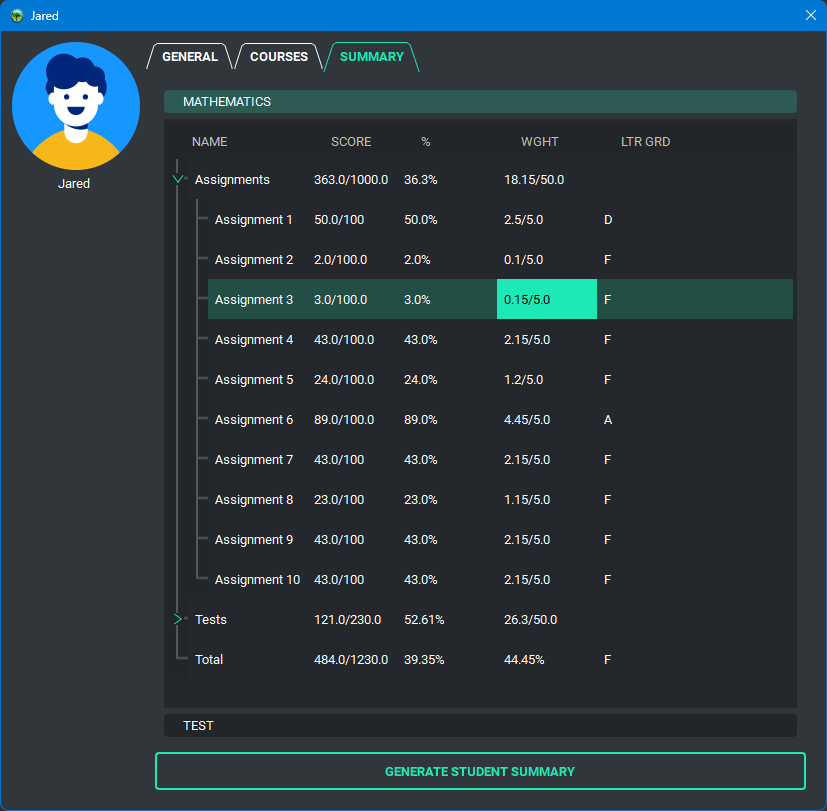 Jared
GENERAL COURSES SUMMARY
Jared
MATHEMATICS
NAME SCORE % WGHT LTR GRD
Assignments 363.0/1000.0 36.3% 18.15/50.0
Assignment 1 50.0/100 50.0% 2.5/5.0 D
Assignment 2 2.0/100.0 2.0% 0.1/5.0 F
Assignment 3 3.0/100.0 3.0% 0.15/5.0 F
Assignment 4 43.0/100.0 43.0% 2.15/5.0 F
Assignment 5 24.0/100.0 24.0% 1.2/5.0 F
Assignment 6 89.0/100.0 89.0% 4.45/5.0 A
Assignment 7 43.0/100 43.0% 2.15/5.0 F
Assignment 8 23.0/100 23.0% 1.15/5.0 F
Assignment 9 43.0/100 43.0% 2.15/5.0 F
Assignment 10 43.0/100 43.0% 2.15/5.0 F
Tests 121.0/230.0 52.61% 26.3/50.0
Total 484.0/1230.0 39.35% 44.45% F
TEST
GENERATE STUDENT SUMMARY